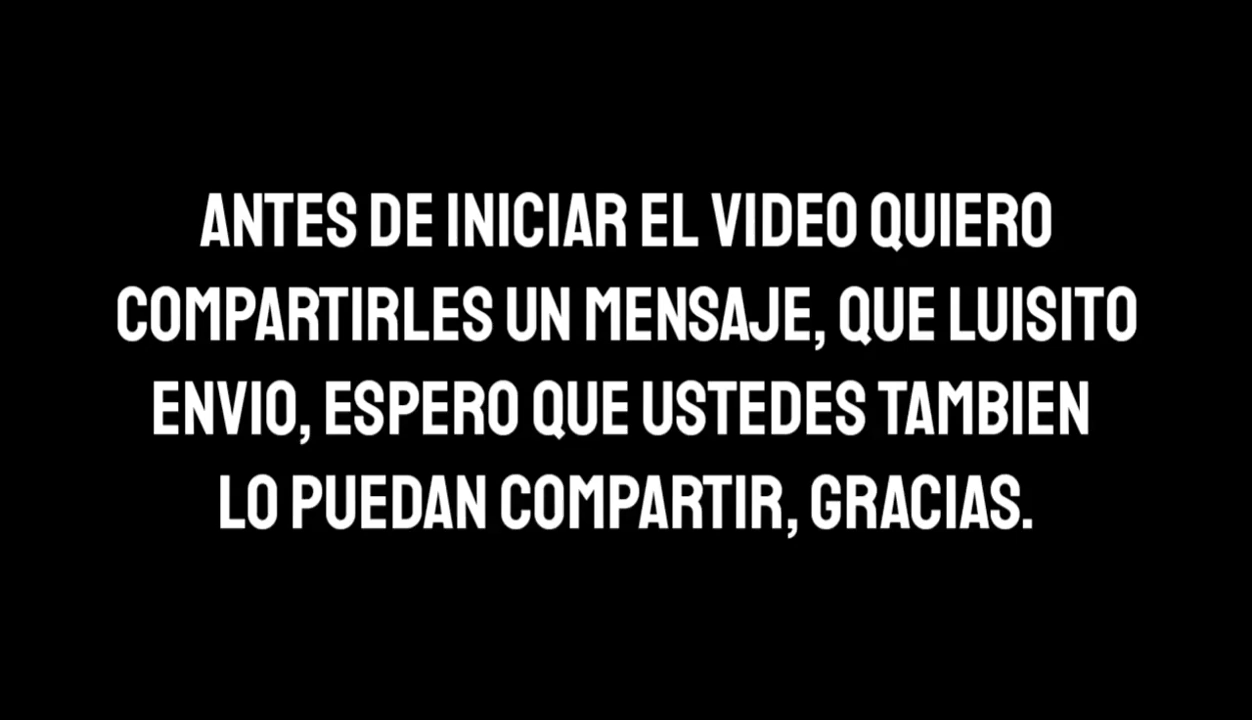 ANTES DE INICIAR EL VIDEO QUIERO
COMPARTIRLES UN MENSAJE, QUE LUISITO
ENVIO, ESPERO QUE USTEDES TAMBIEN
LO PUEDAN COMPARTIR, GRACIAS.